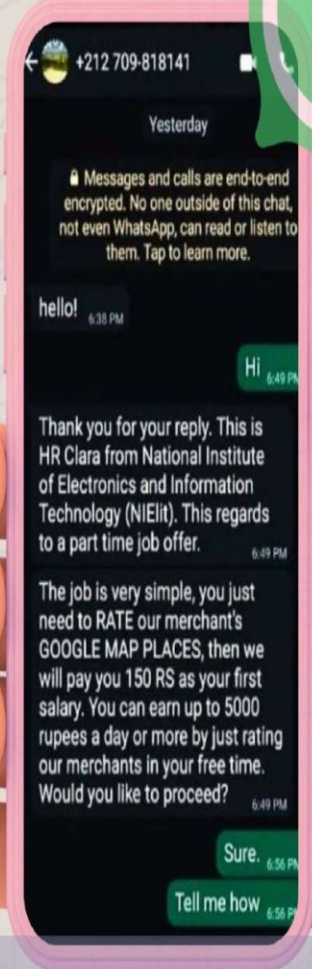 +212 709-818141
Yesterday
Messages and calls are end-to-end
encrypted. No one outside of this chat,
not even WhatsApp, can read or listen to
them. Tap to learn more.
hello! 6:38 PM
Hi 6:49 PM
Thank you for your reply. This is
HR Clara from National Institute
of Electronics and Information
Technology (NIElit). This regards
to a part time job offer. 6:49 PM
The job is very simple, you just
need to RATE our merchant's
GOOGLE MAP PLACES, then we
will pay you 150 RS as your first
salary. You can earn up to 5000
rupees a day or more by just rating
our merchants in your free time.
Would you like to proceed? 6:49 PM
Sure. 6:56 PM
Tell me how 6:56 PM